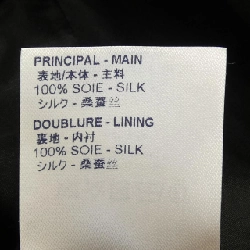 PRINCIPAL - MAIN
表地/本体 - 主料
100% SOIE - SILK
シルク - 桑蚕丝
DOUBLURE - LINING
裏地 - 内衬
100% SOIE - SILK
シルク - 桑蚕丝